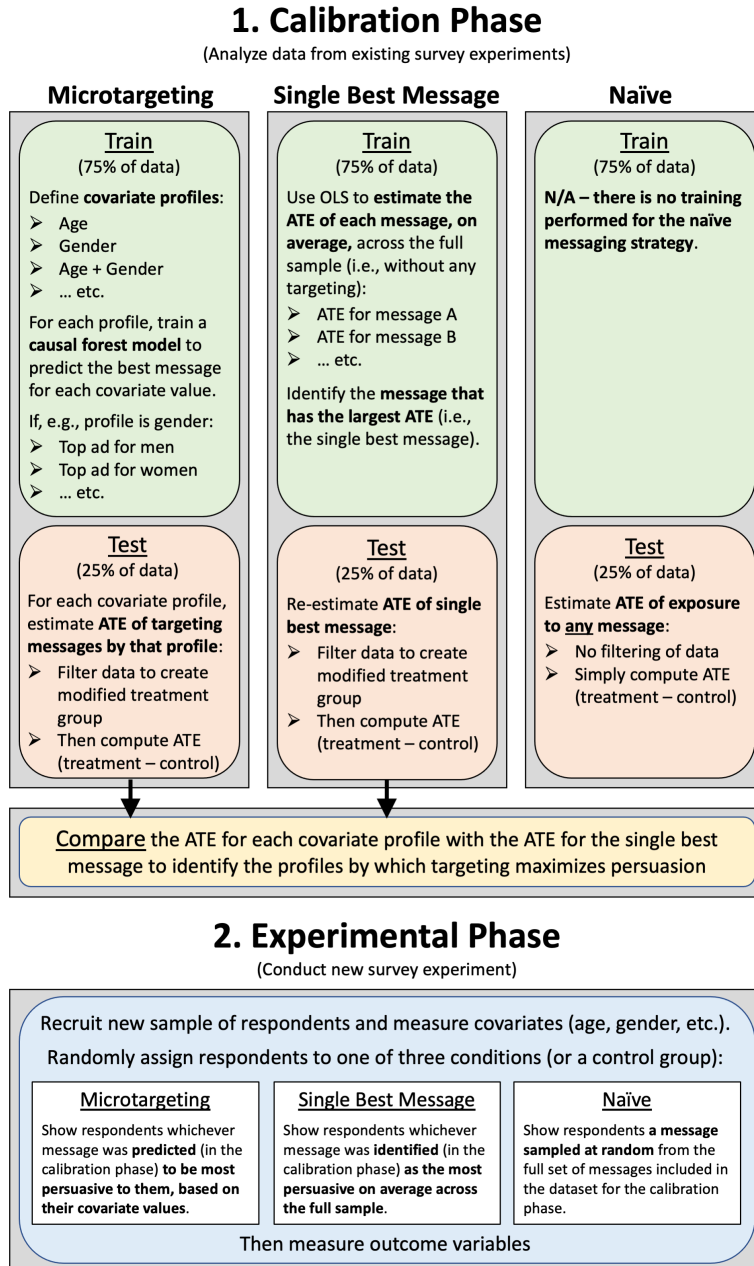 1. Calibration Phase
(Analyze data from existing survey experiments)
Microtargeting
Train
(75% of data)
Define covariate profiles:
➢ Age
➢ Gender
➢ Age + Gender
➢ … etc.
For each profile, train a
causal forest model to
predict the best message
for each covariate value.
If, e.g., profile is gender:
➢ Top ad for men
➢ Top ad for women
➢ … etc.
Test
(25% of data)
For each covariate profile,
estimate ATE of targeting
messages by that profile:
➢ Filter data to create
modified treatment
group
➢ Then compute ATE
(treatment – control)
Single Best Message
Train
(75% of data)
Use OLS to estimate the
ATE of each message, on
average, across the full
sample (i.e., without any
targeting):
➢ ATE for message A
➢ ATE for message B
➢ … etc.
Identify the message that
has the largest ATE (i.e.,
the single best message).
Test
(25% of data)
Re-estimate ATE of single
best message:
➢ Filter data to create
modified treatment
group
➢ Then compute ATE
(treatment – control)
Naïve
Train
(75% of data)
N/A – there is no training
performed for the naïve
messaging strategy.
Test
(25% of data)
Estimate ATE of exposure
to any message:
➢ No filtering of data
➢ Simply compute ATE
(treatment – control)
Compare the ATE for each covariate profile with the ATE for the single best
message to identify the profiles by which targeting maximizes persuasion
2. Experimental Phase
(Conduct new survey experiment)
Recruit new sample of respondents and measure covariates (age, gender, etc.).
Randomly assign respondents to one of three conditions (or a control group):
Microtargeting
Show respondents whichever
message was predicted (in the
calibration phase) to be most
persuasive to them, based on
their covariate values.
Single Best Message
Show respondents whichever
message was identified (in the
calibration phase) as the most
persuasive on average across
the full sample.
Naïve
Show respondents a message
sampled at random from the
full set of messages included in
the dataset for the calibration
phase.
Then measure outcome variables